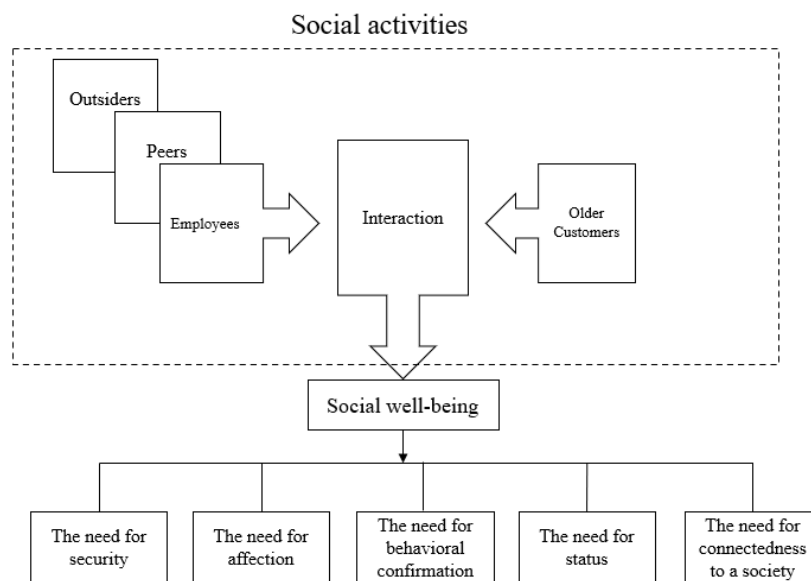 Social activities
Outsiders
Peers
Employees
Interaction
Older
Customers
Social well-being
The need for
security
The need for
affection
The need for
behavioral
confirmation
The need for
status
The need for
connectedness
to a society